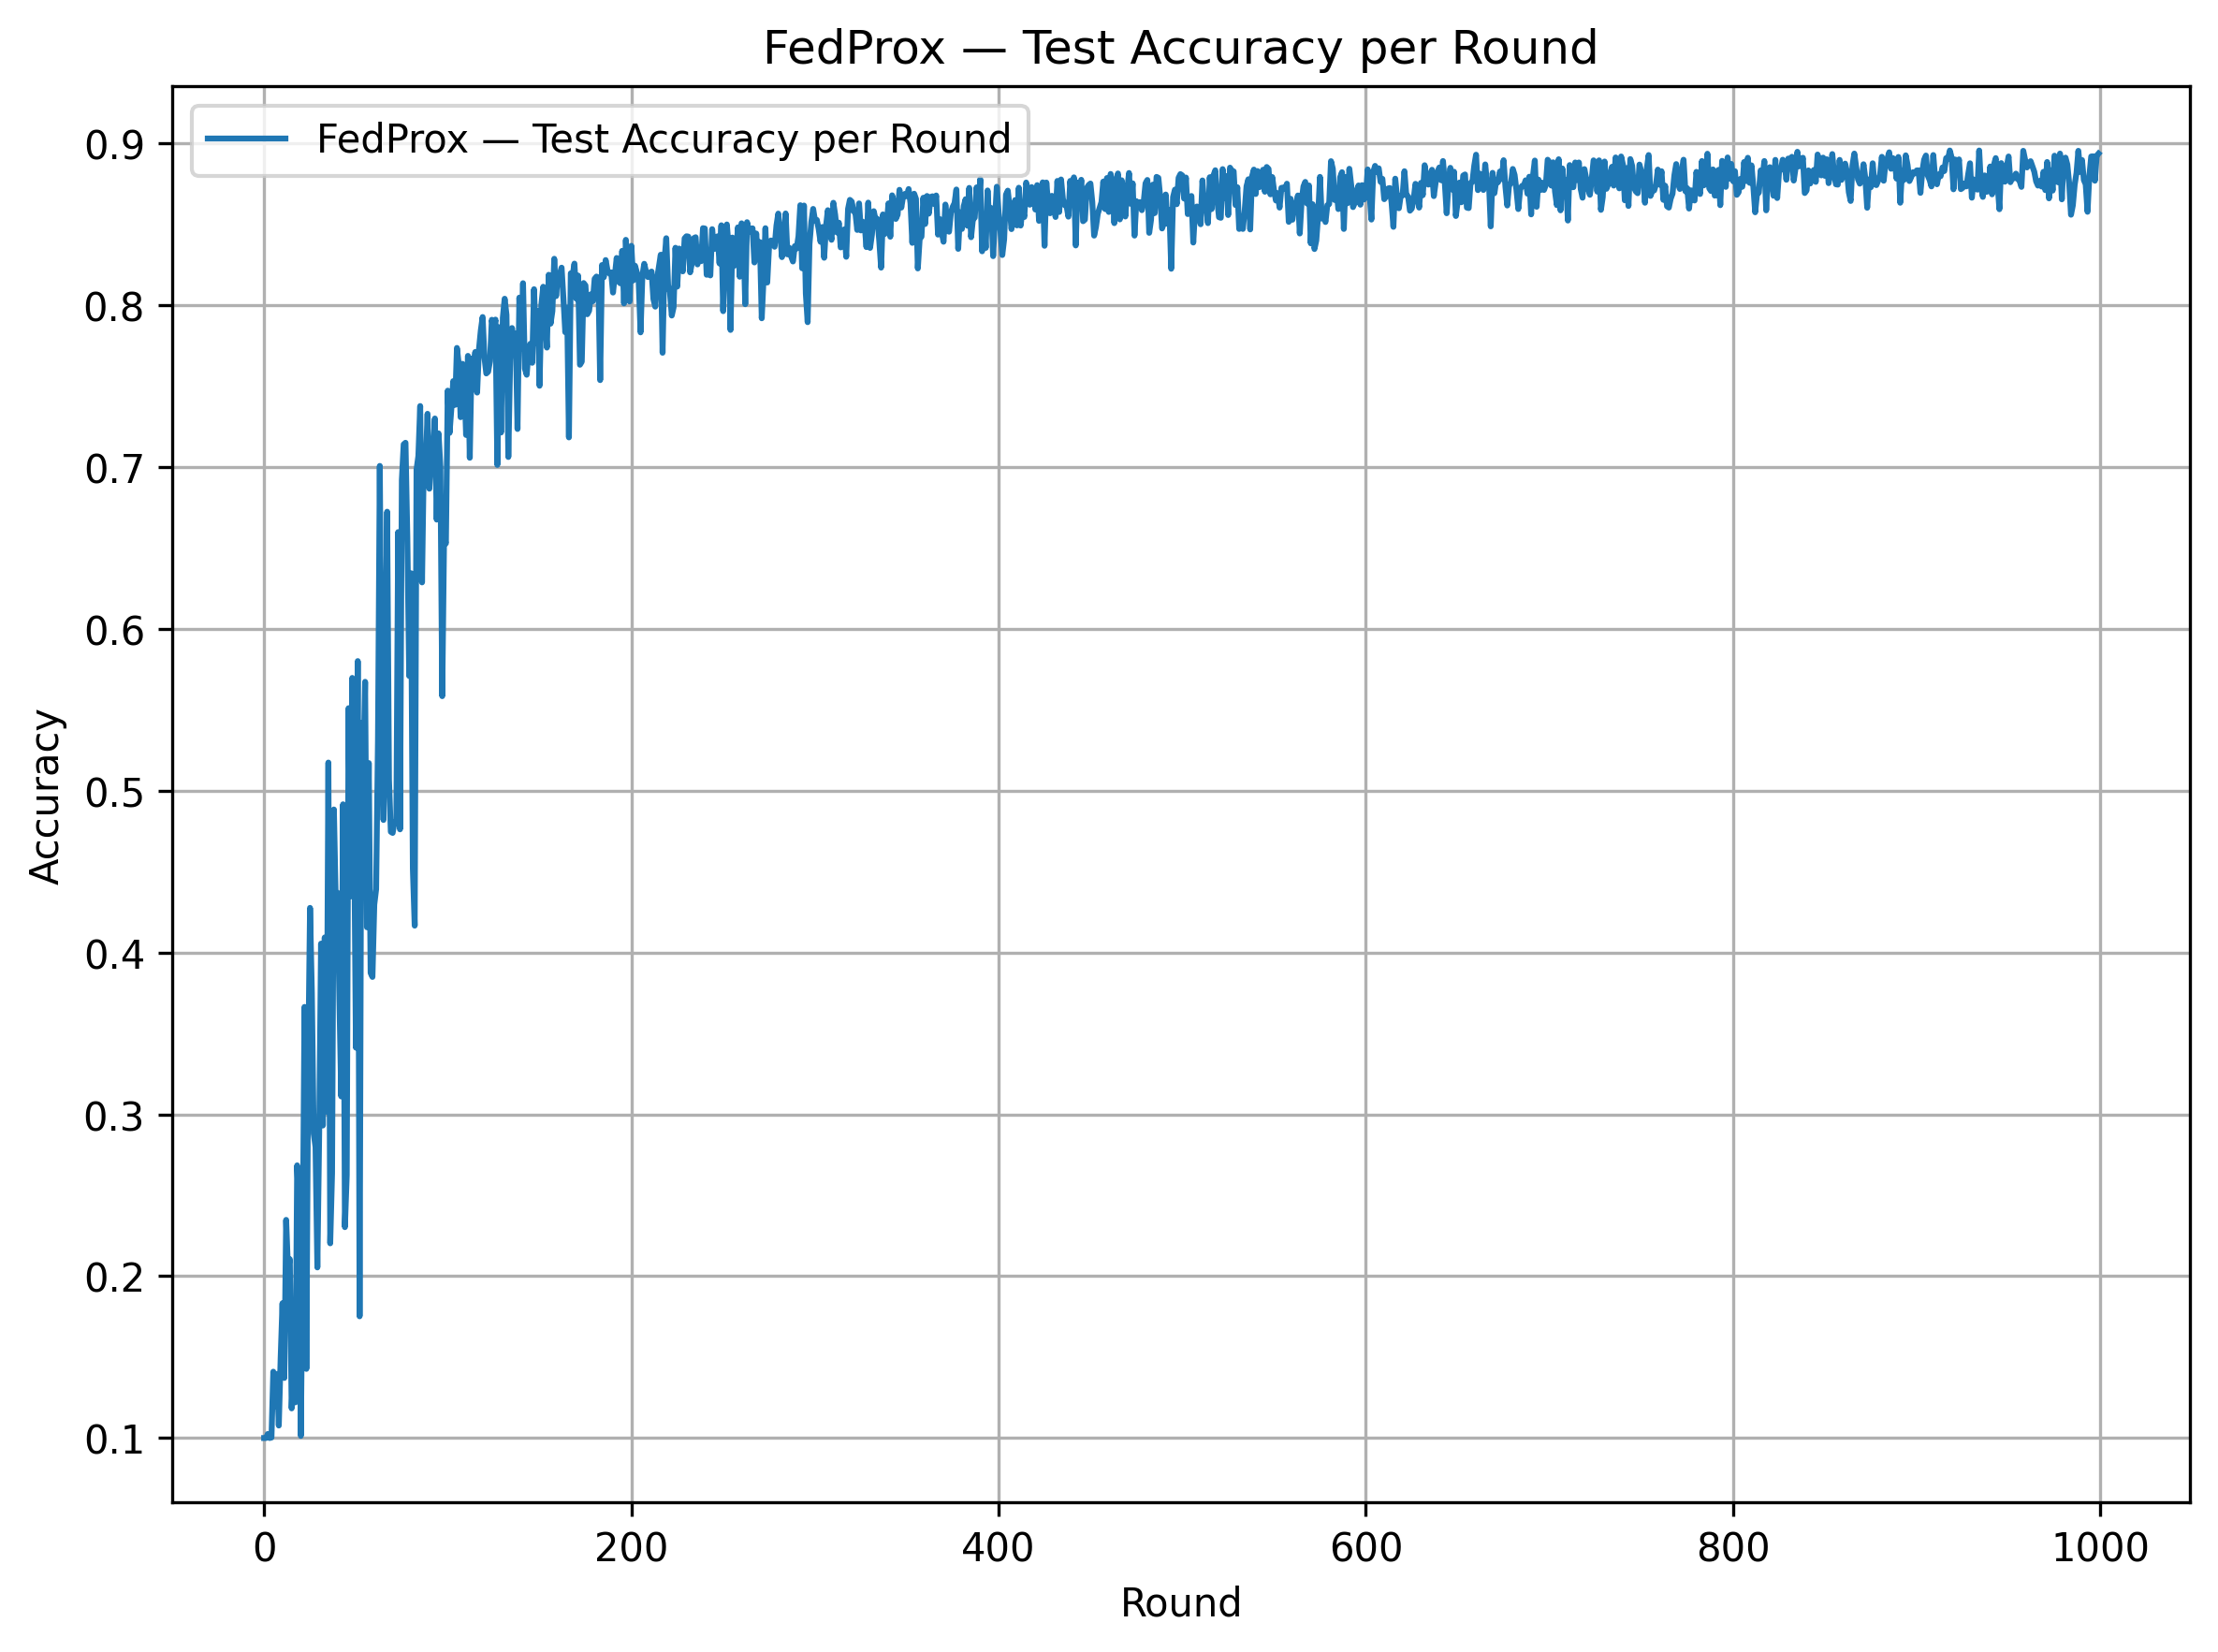 FedProx — Test Accuracy per Round
FedProx — Test Accuracy per Round
0.9
0.8
0.7
0.6
0.5
0.4
0.3
0.2
0.1
Accuracy
0 200 400 600 800 1000
Round